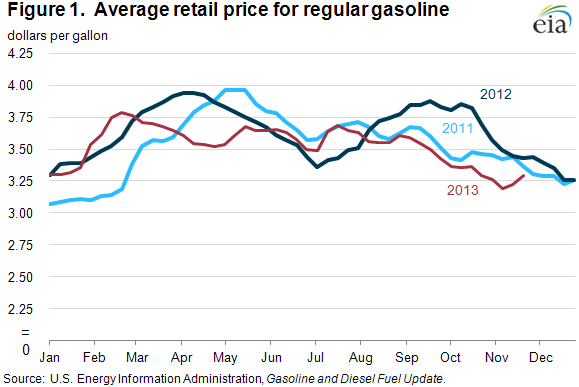 Figure 1.  Average retail price for regular gasoline
dollars per gallon
eia
4.25
4.00
3.75
3.50
3.25
3.00
2.75
2.50
2.25
=
0
2012
2011
2013
Jan Feb Mar Apr May Jun Jul Aug Sep Oct Nov Dec
Source:  U.S. Energy Information Administration, Gasoline and Diesel Fuel Update.